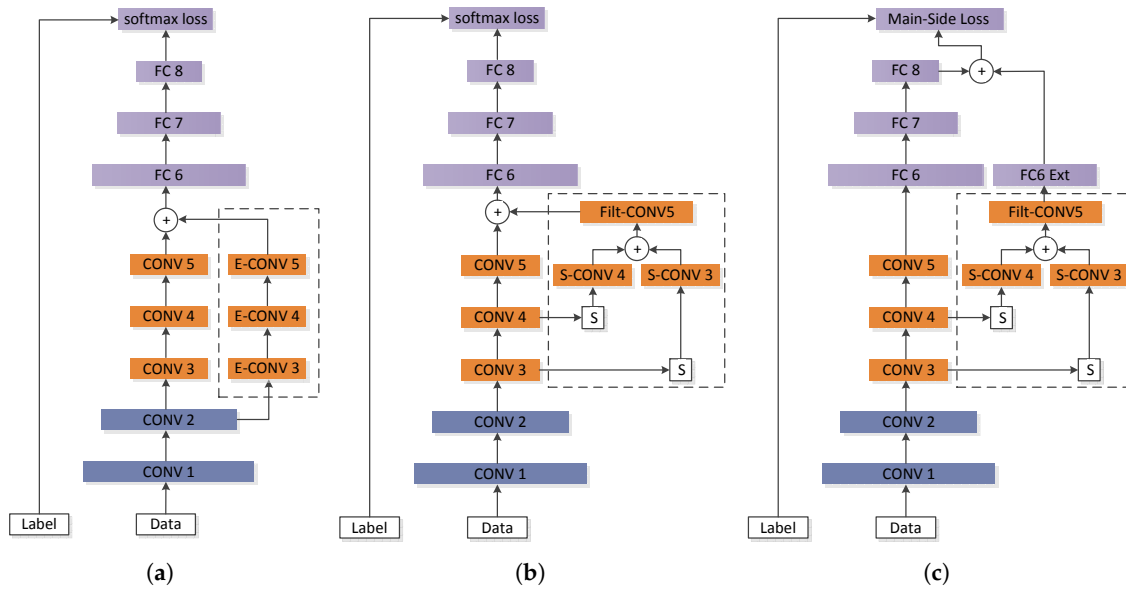 softmax loss
FC 8
FC 7
FC 6
+
CONV 5
E-CONV 5
CONV 4
E-CONV 4
CONV 3
E-CONV 3
CONV 2
CONV 1
Label
Data
(a)
softmax loss
FC 8
FC 7
FC 6
Filt-CONV5
+
+
CONV 5
S-CONV 4
S-CONV 3
CONV 4
S
CONV 3
S
CONV 2
CONV 1
Label
Data
(b)
Main-Side Loss
FC 8
+
FC 7
FC 6
FC6 Ext
Filt-CONV5
+
CONV 5
S-CONV 4
S-CONV 3
CONV 4
S
CONV 3
S
CONV 2
CONV 1
Label
Data
(c)